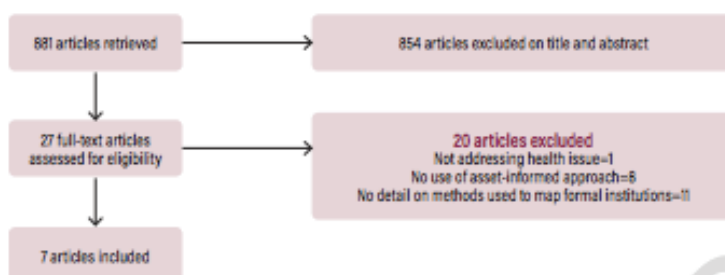 881 articles retrieved
854 articles excluded on title and abstract
27 full-text articles
assessed for eligibility
20 articles excluded
Not addressing health issue=1
No use of asset-informed approach=8
No detail on methods used to map formal institutions=11
7 articles included